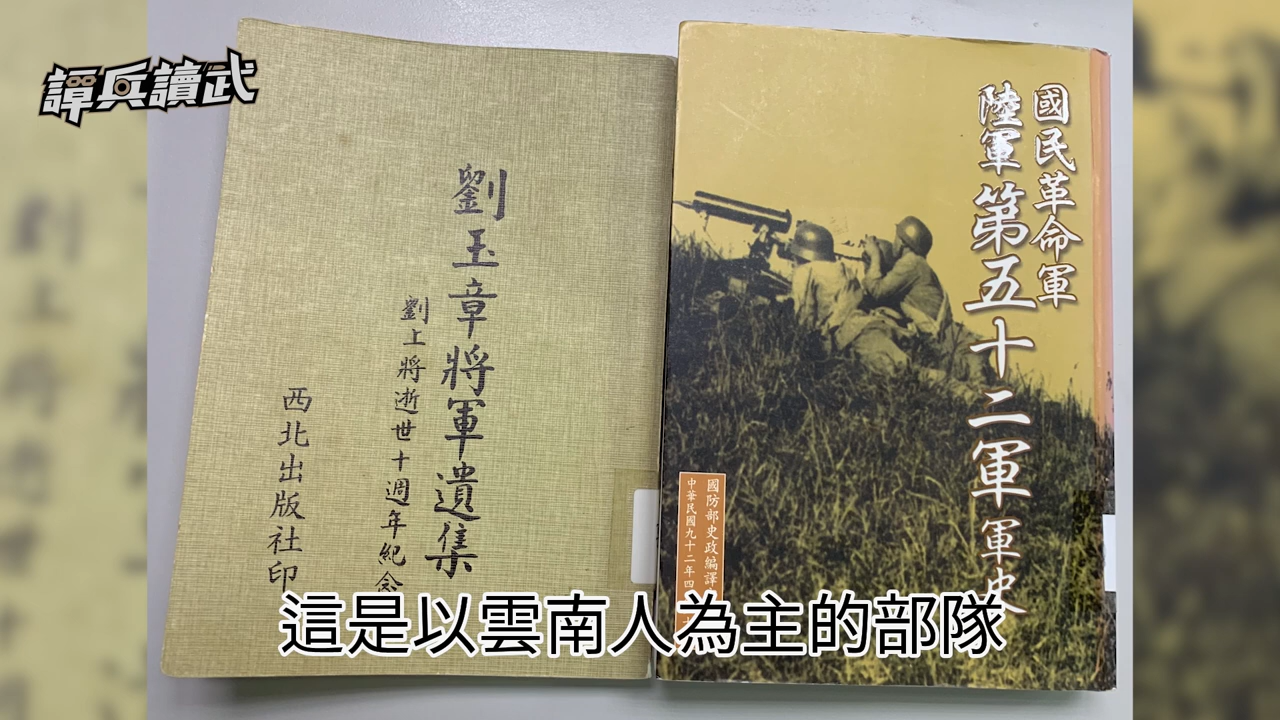 譚兵讀武
劉玉章將軍遺集
劉上將逝世十週年紀念
西北出版社印
國民革命軍
陸軍第五十二軍軍史
國防部史政編譯
中華民國九十二年四
這是以雲南人為主的部隊